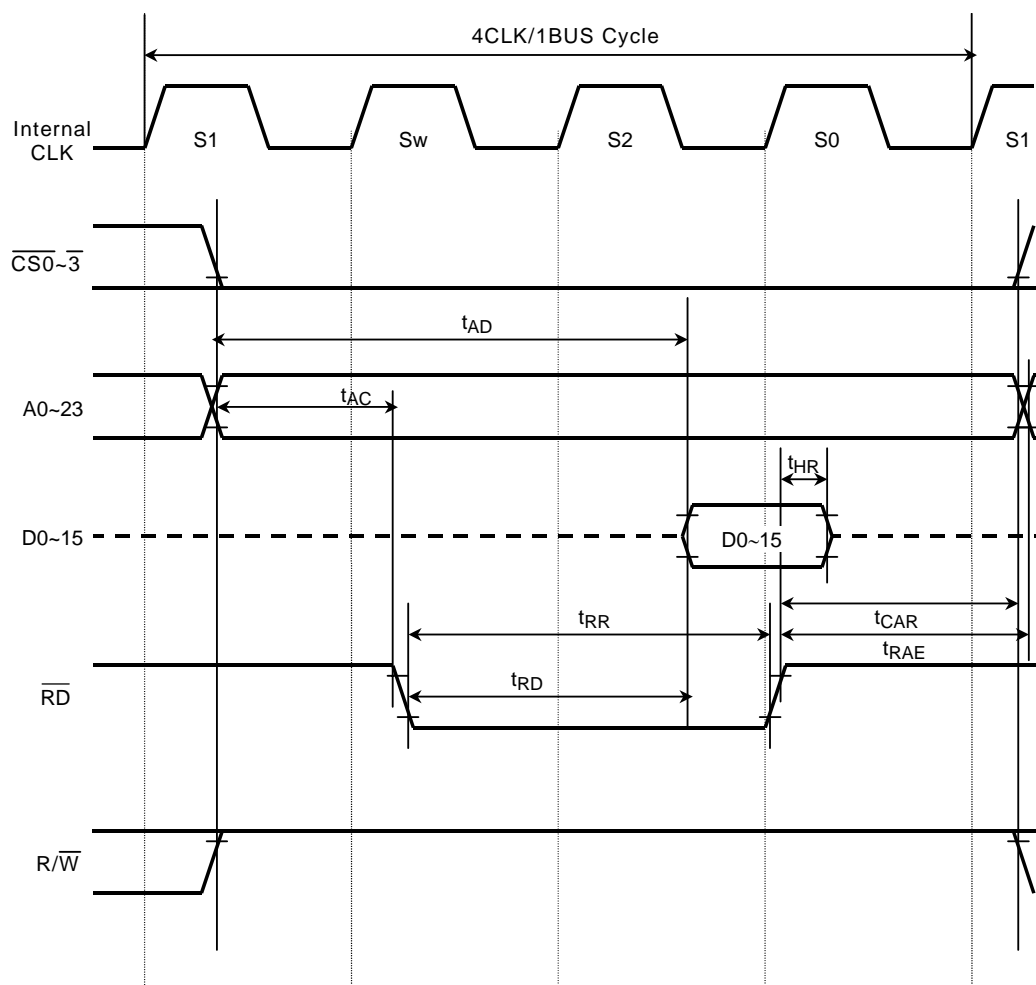 4CLK/1BUS Cycle
Internal
CLK
S1
Sw
S2
S0
S1
CS0~3
tAD
A0~23
tAC
tHR
D0~15
D0~15
tRR
tCAR
tRAE
RD
tRD
R/W